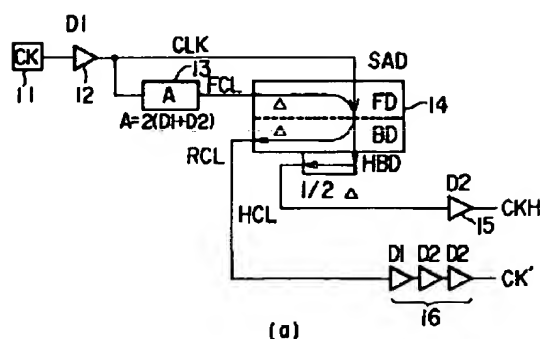 D1
CLK
SAD
CK
13
FCL
11
12
A
Δ
FD
14
A=2(D1+D2)
Δ
BD
RCL
HBD
1/2 Δ
D2
HCL
CKH
15
D1 D2 D2
CK'
16
(a)